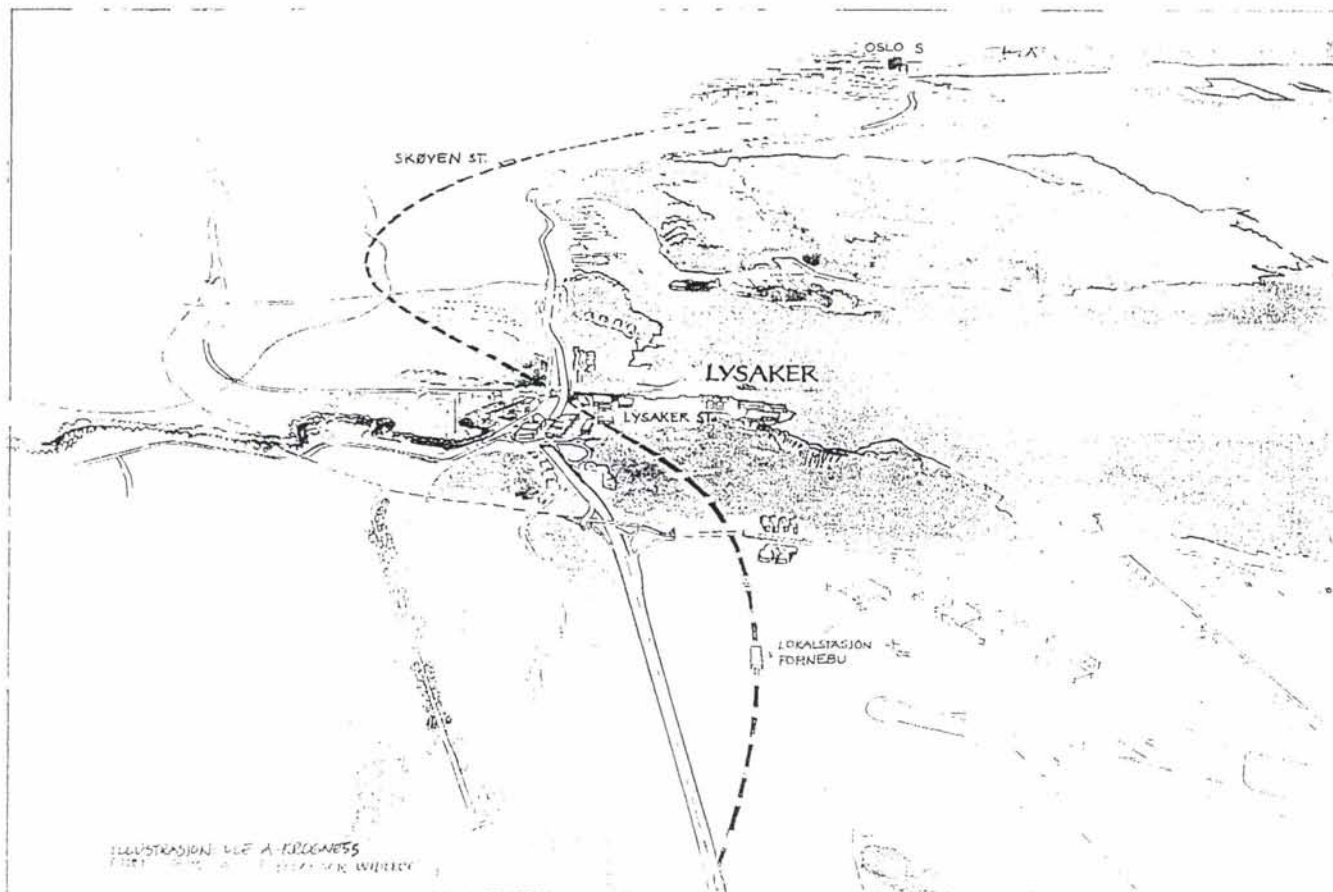 OSLO S
SKØYEN ST.
LYSAKER
LYSAKER ST.
LOKALSTASJON
FORNEBU
ILLUSTRASJON: OLE A. KROGNESS